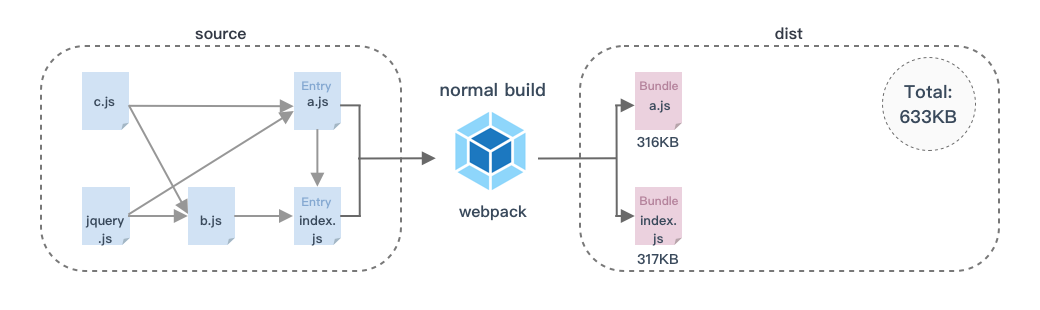 source
c.js
Entry
a.js
jquery
.js
b.js
Entry
index.
js
normal build
webpack
dist
Bundle
a.js
316KB
Bundle
index.
js
317KB
Total:
633KB